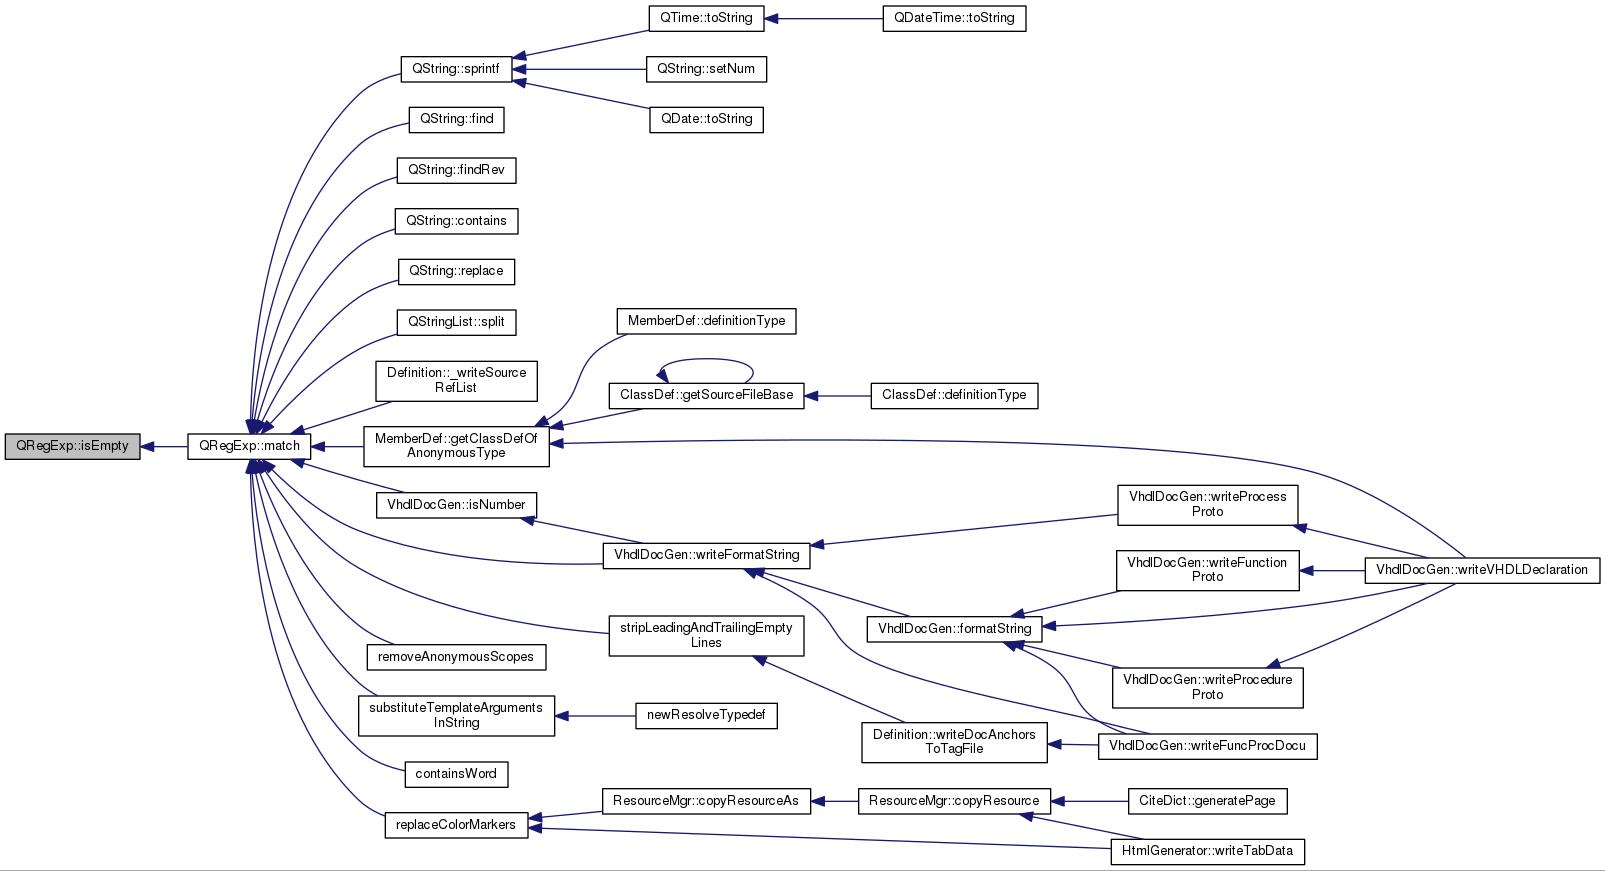 QTime::toString
QDateTime::toString
QString::sprintf
QString::setNum
QString::find
QDate::toString
QString::findRev
QString::contains
QString::replace
QStringList::split
MemberDef::definitionType
Definition::_writeSource
RefList
ClassDef::getSourceFileBase
ClassDef::definitionType
QRegExp::isEmpty
QRegExp::match
MemberDef::getClassDefOf
AnonymousType
VhdlDocGen::isNumber
VhdlDocGen::writeProcess
Proto
VhdlDocGen::writeFormatString
VhdlDocGen::writeFunction
Proto
VhdlDocGen::writeVHDLDeclaration
stripLeadingAndTrailingEmpty
Lines
VhdlDocGen::formatString
removeAnonymousScopes
VhdlDocGen::writeProcedure
Proto
substituteTemplateArguments
InString
newResolveTypedef
Definition::writeDocAnchors
ToTagFile
VhdlDocGen::writeFuncProcDocu
containsWord
ResourceMgr::copyResourceAs
ResourceMgr::copyResource
CiteDict::generatePage
replaceColorMarkers
HtmlGenerator::writeTabData